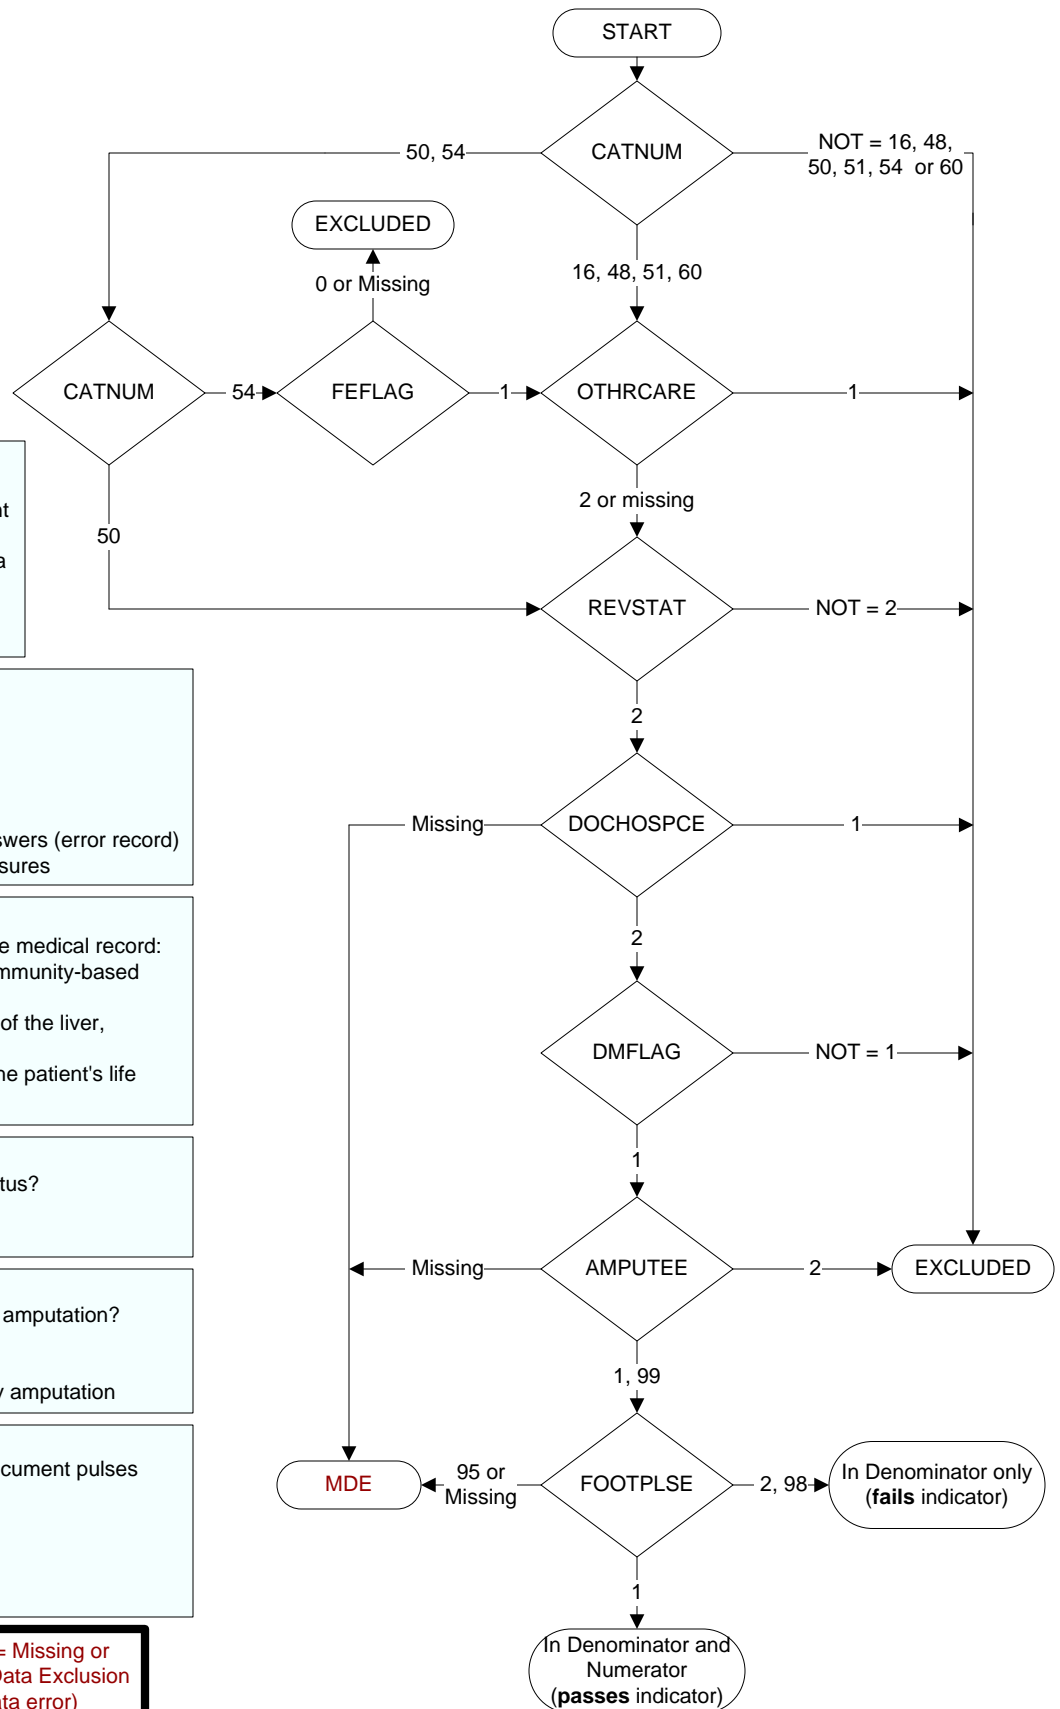 START
CATNUM
50, 54
NOT = 16, 48,
50, 51, 54 or 60
EXCLUDED
0 or Missing
16, 48, 51, 60
CATNUM
54
FEFLAG
1
OTHRCARE
1
50
2 or missing
REVSTAT
NOT = 2
2
Missing
DOCHOSPCE
1
2
DMFLAG
NOT = 1
1
Missing
AMPUTEE
2
EXCLUDED
1, 99
MDE
95 or
Missing
FOOTPLSE
2, 98
In Denominator only
(fails indicator)
1
In Denominator and
Numerator
(passes indicator)
nt
a
swers (error record)
sures
e medical record:
mmunity-based
of the liver,
he patient's life
tus?
amputation?
y amputation
cument pulses
= Missing or
Data Exclusion
ata error)